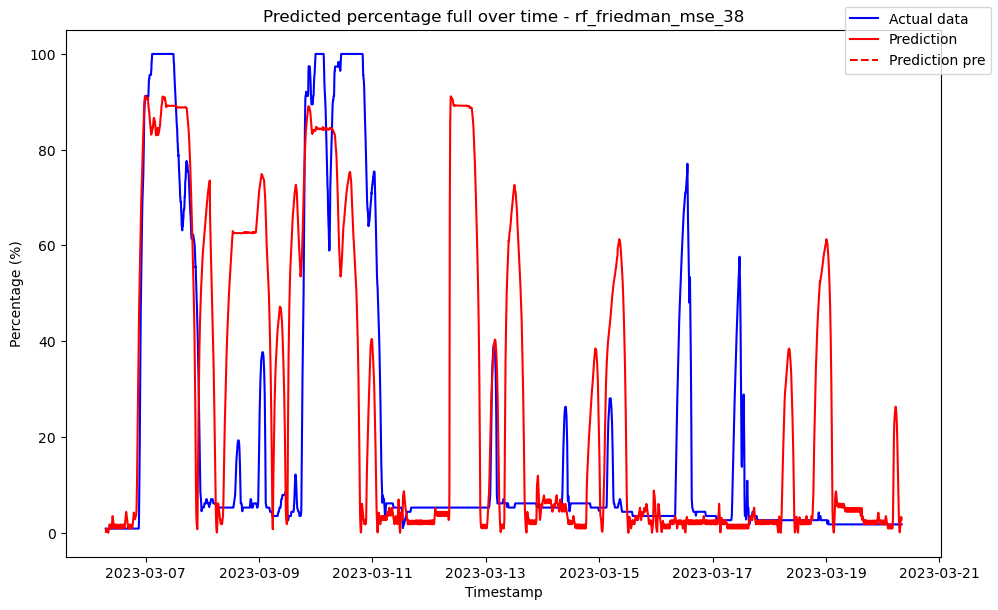 Predicted percentage full over time - rf_friedman_mse_38
Actual data
Prediction
Prediction pre
Percentage (%)
100
80
60
40
20
0
2023-03-07 2023-03-09 2023-03-11 2023-03-13 2023-03-15 2023-03-17 2023-03-19 2023-03-21
Timestamp